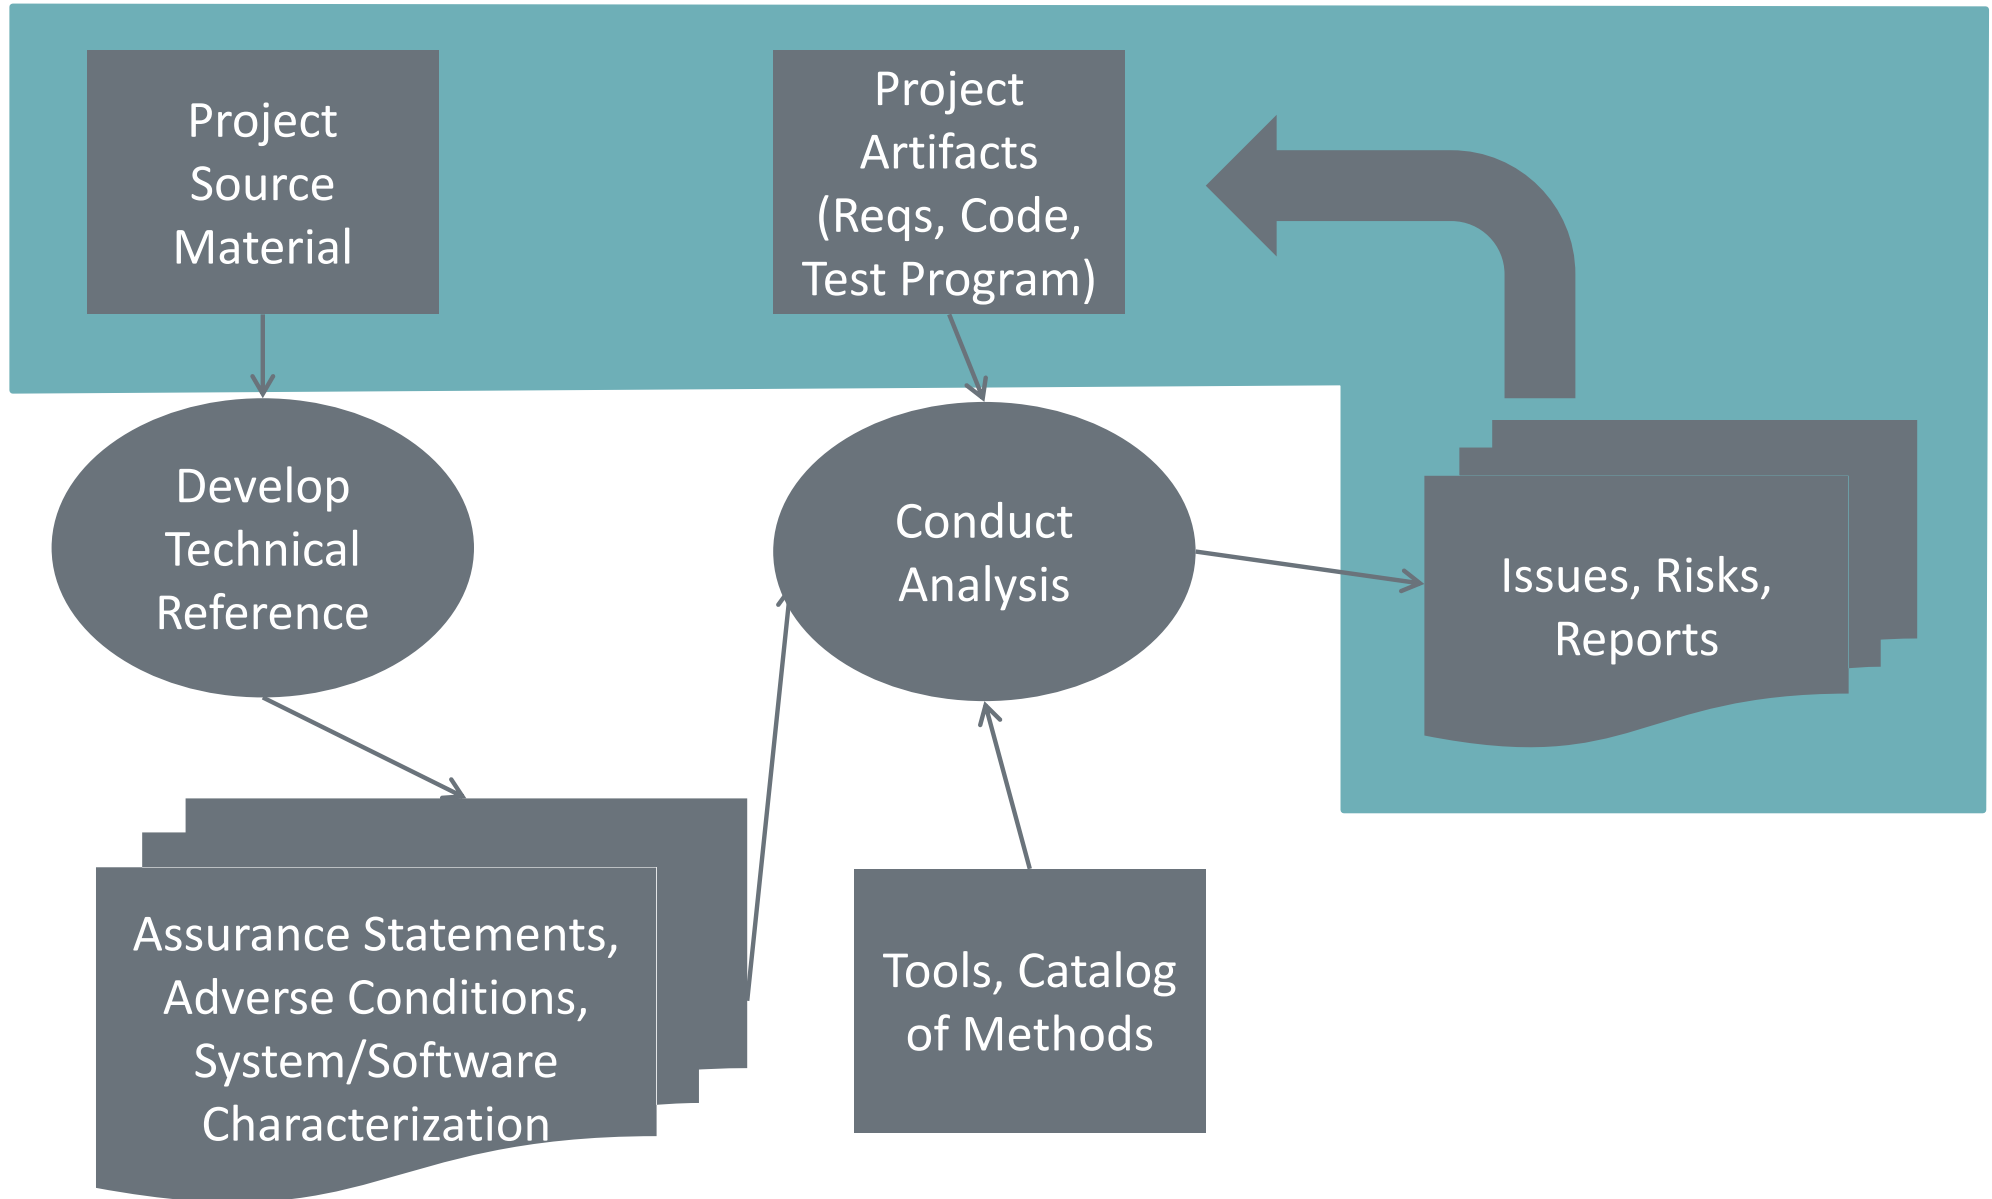 Project
Source
Material
Project
Artifacts
(Reqs, Code,
Test Program)
Develop
Technical
Reference
Conduct
Analysis
Issues, Risks,
Reports
Assurance Statements,
Adverse Conditions,
System/Software
Characterization
Tools, Catalog
of Methods